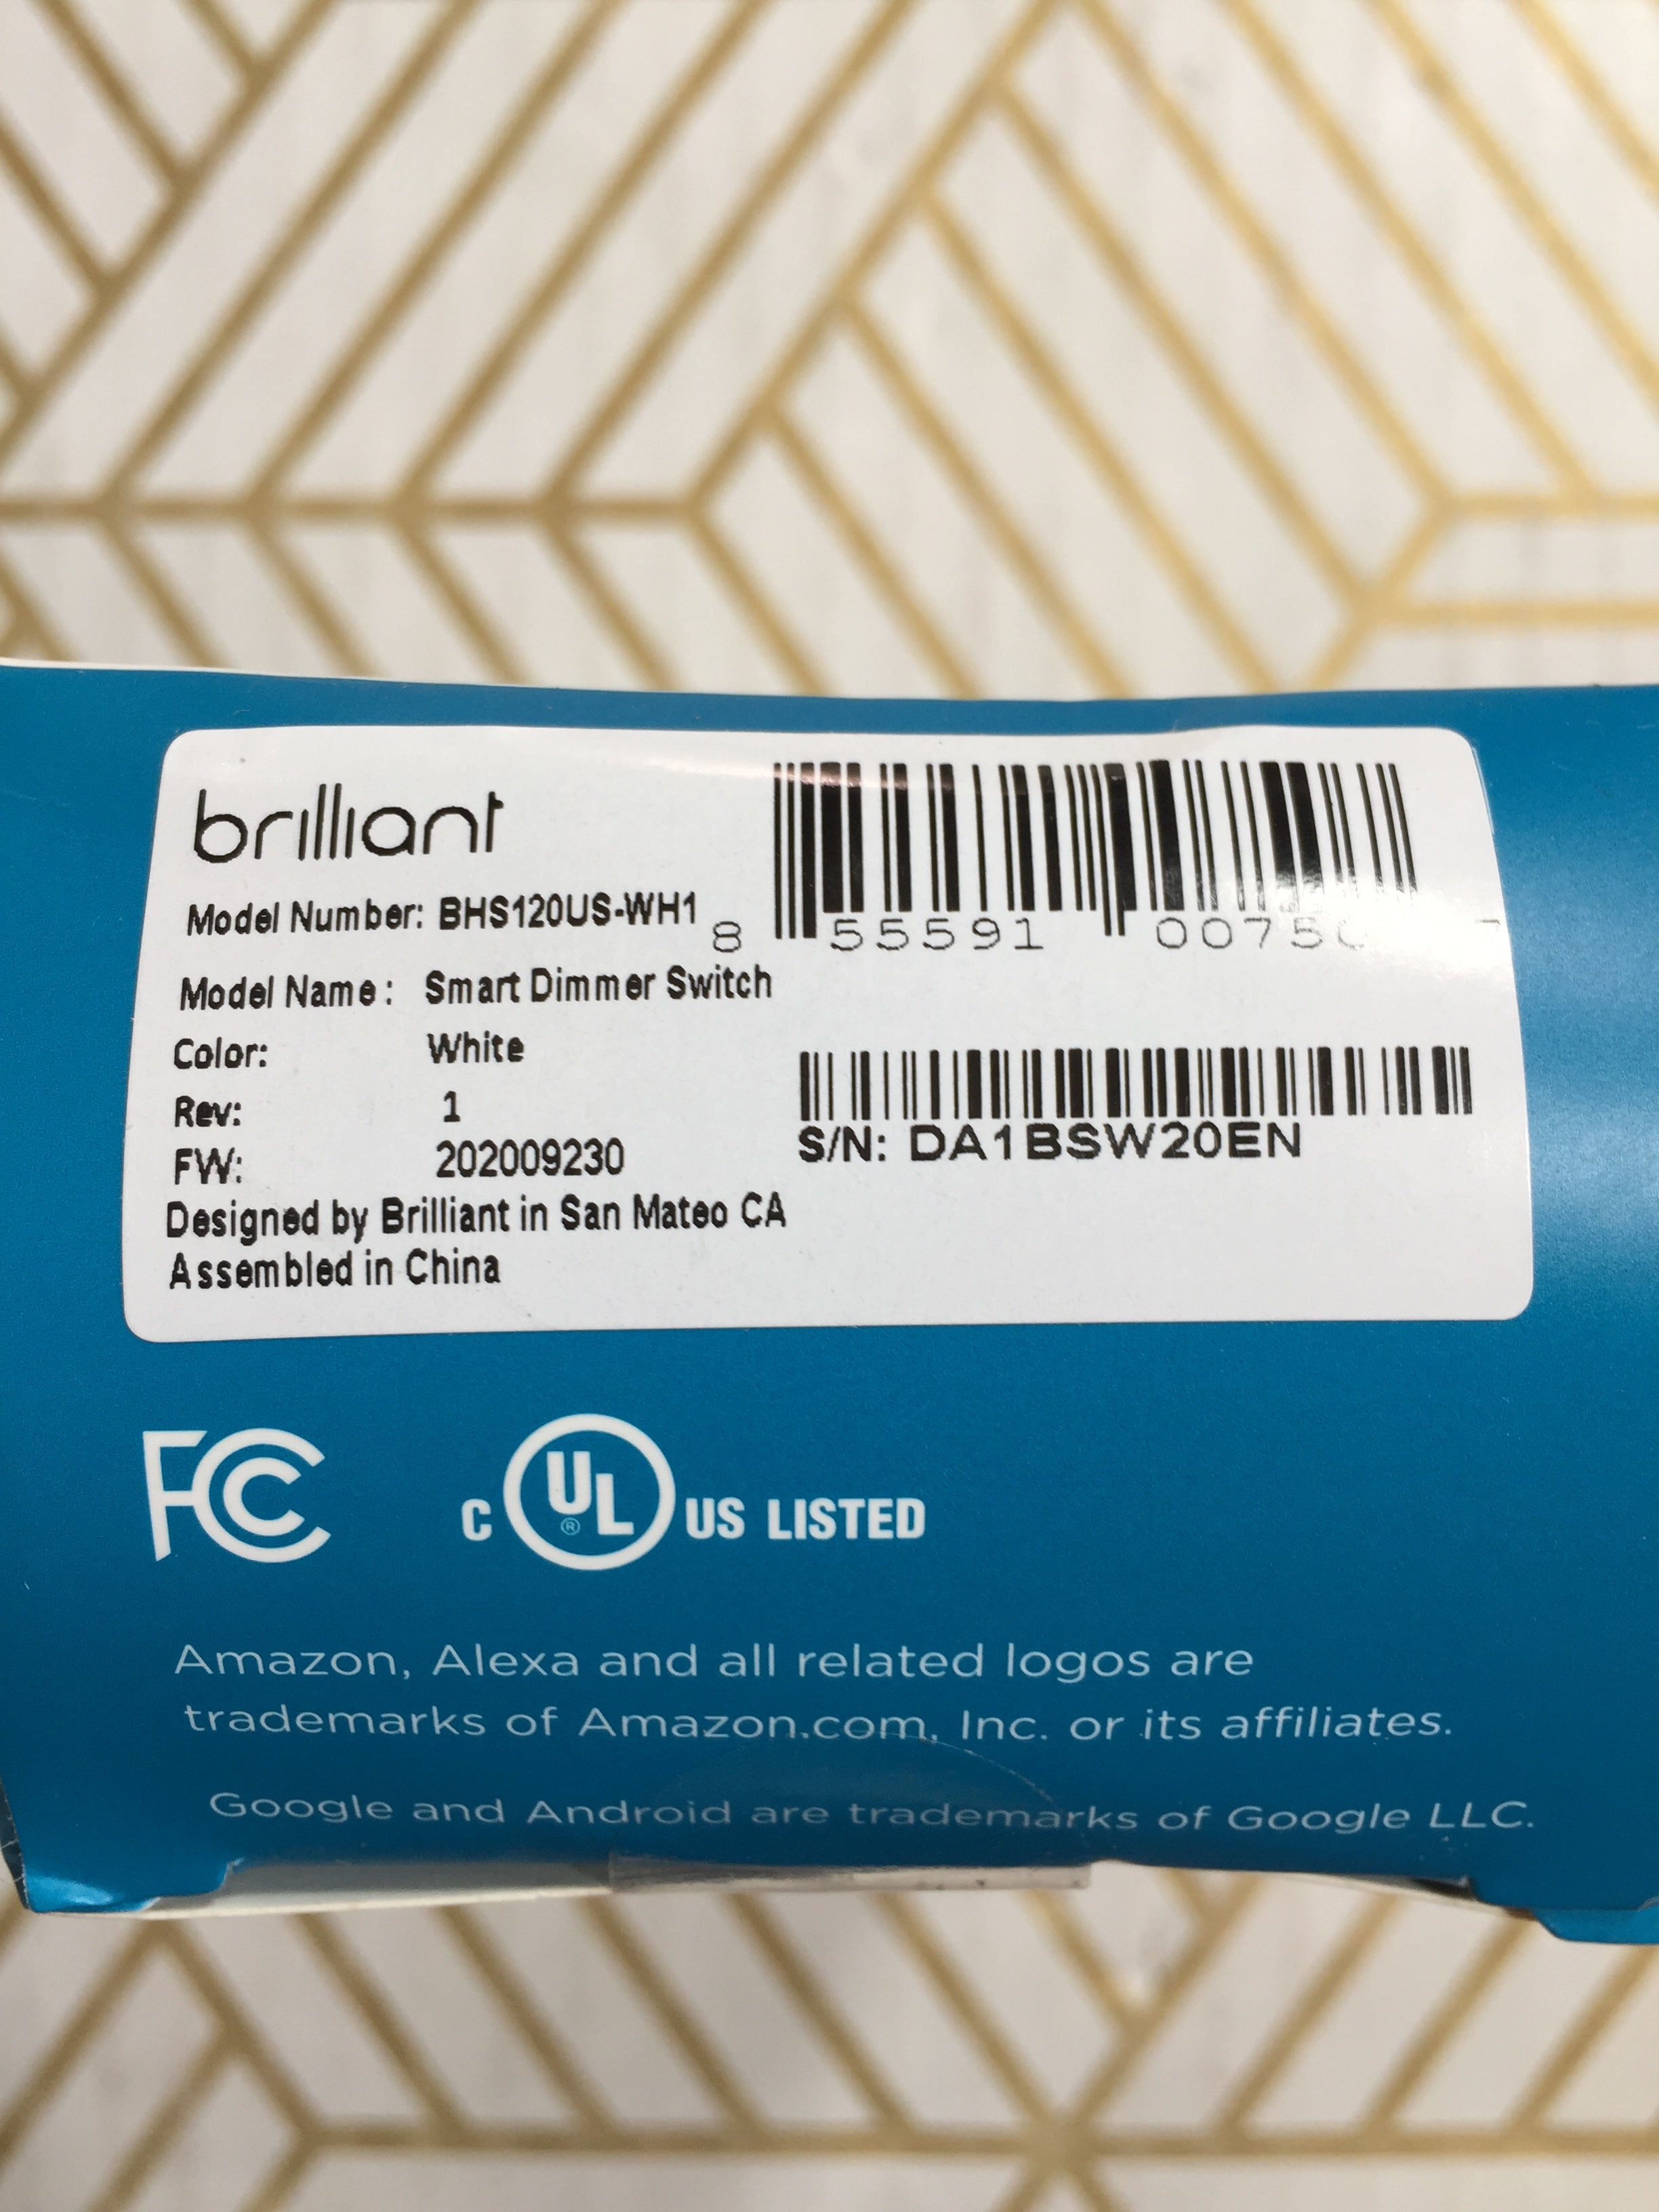 brilliant
Model Number: BHS120US-WH1
Model Name: Smart Dimmer Switch
Color: White
Rev: 1
FW: 202009230
Designed by Brilliant in San Mateo CA
Assembled in China
8 55591
S/N: DA1BSW20EN
FC
C UL® US LISTED
Amazon, Alexa and all related logos are
trademarks of Amazon.com, Inc. or its affiliates.
Google and Android are trademarks of Google LLC.